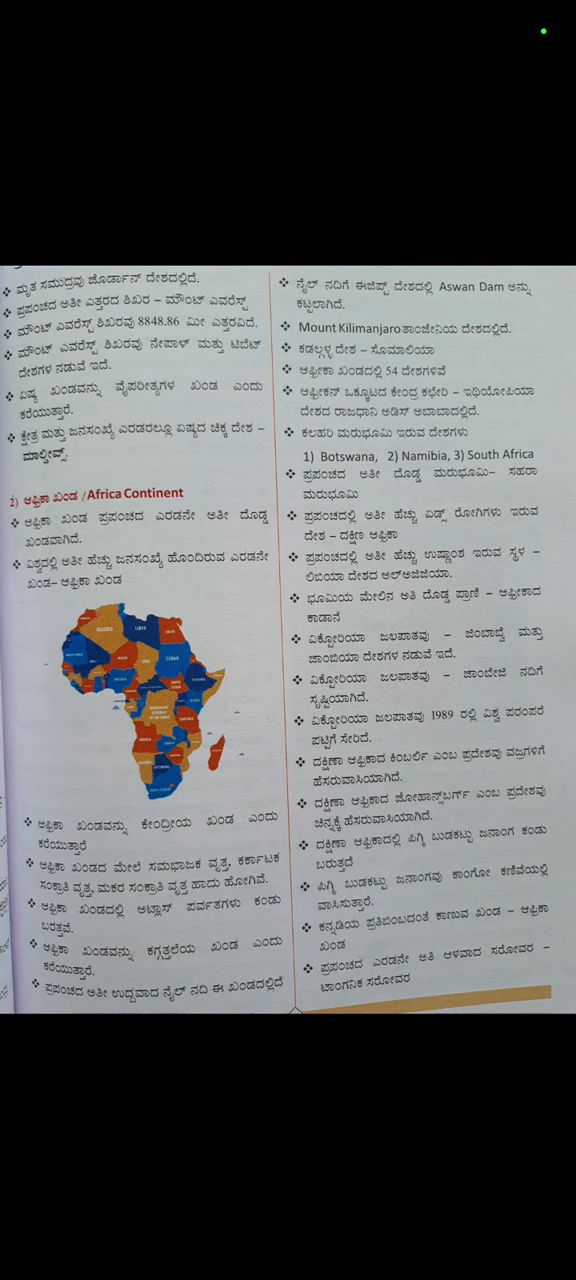 ❖ ಮೃತ ಸಮುದ್ರವು ಜೊರ್ಡಾನ್ ದೇಶದಲ್ಲಿದೆ.
❖ ಪ್ರಪಂಚದ ಅತೀ ಎತ್ತರದ ಶಿಖರ – ಮೌಂಟ್ ಎವರೆಸ್ಟ್
❖ ಮೌಂಟ್ ಎವರೆಸ್ಟ್ ಶಿಖರವು 8848.86 ಮೀ ಎತ್ತರವಿದೆ.
❖ ಮೌಂಟ್ ಎವರೆಸ್ಟ್ ಶಿಖರವು ನೇಪಾಳ್ ಮತ್ತು ಟಿಬೆಟ್
ದೇಶಗಳ ನಡುವೆ ಇದೆ.
❖ ಏಷ್ಯ ಖಂಡವನ್ನು ವೈಪರೀತ್ಯಗಳ ಖಂಡ ಎಂದು
ಕರೆಯುತ್ತಾರೆ.
❖ ಕ್ಷೇತ್ರ ಮತ್ತು ಜನಸಂಖ್ಯೆ ಎರಡರಲ್ಲೂ ಏಷ್ಯದ ಚಿಕ್ಕ ದೇಶ –
ಮಾಲ್ಡೀವ್ಸ್.
2) ಆಫ್ರಿಕಾ ಖಂಡ /Africa Continent
❖ ಆಫ್ರಿಕಾ ಖಂಡ ಪ್ರಪಂಚದ ಎರಡನೇ ಅತೀ ದೊಡ್ಡ
ಖಂಡವಾಗಿದೆ.
❖ ವಿಶ್ವದಲ್ಲಿ ಅತೀ ಹೆಚ್ಚು ಜನಸಂಖ್ಯೆ ಹೊಂದಿರುವ ಎರಡನೇ
ಖಂಡ– ಆಫ್ರಿಕಾ ಖಂಡ
ALGERIA
LIBYA
EGYPT
MALI
NIGER
CHAD
SUDAN
ANGOLA
❖ ಆಫ್ರಿಕಾ ಖಂಡವನ್ನು ಕೇಂದ್ರೀಯ ಖಂಡ ಎಂದು
ಕರೆಯುತ್ತಾರೆ
❖ ಆಫ್ರಿಕಾ ಖಂಡದ ಮೇಲೆ ಸಮಭಾಜಕ ವೃತ್ತ, ಕರ್ಕಾಟಕ
ಸಂಕ್ರಾತಿ ವೃತ್ತ, ಮಕರ ಸಂಕ್ರಾತಿ ವೃತ್ತ ಹಾದು ಹೋಗಿವೆ.
❖ ಆಫ್ರಿಕಾ ಖಂಡದಲ್ಲಿ ಅಟ್ಲಾಸ್ ಪರ್ವತಗಳು ಕಂಡು
ಬರತ್ತವೆ.
❖ ಆಫ್ರಿಕಾ ಖಂಡವನ್ನು ಕಗ್ಗತ್ತಲೆಯ ಖಂಡ ಎಂದು
ಕರೆಯುತ್ತಾರೆ.
❖ ಪ್ರಪಂಚದ ಅತೀ ಉದ್ದವಾದ ನೈಲ್ ನದಿ ಈ ಖಂಡದಲ್ಲಿದೆ
❖ ನೈಲ್ ನದಿಗೆ ಈಜಿಪ್ಟ್ ದೇಶದಲ್ಲಿ Aswan Dam ಅನ್ನು
ಕಟ್ಟಲಾಗಿದೆ.
❖ Mount Kilimanjaro ತಾಂಜೇನಿಯ ದೇಶದಲ್ಲಿದೆ.
❖ ಕಡಲ್ಗಳ್ಳ ದೇಶ – ಸೊಮಾಲಿಯಾ
❖ ಆಫ್ರೀಕಾ ಖಂಡದಲ್ಲಿ 54 ದೇಶಗಳಿವೆ
❖ ಆಫ್ರೀಕನ್ ಒಕ್ಕೂಟದ ಕೇಂದ್ರ ಕಛೇರಿ – ಇಥಿಯೋಪಿಯಾ
ದೇಶದ ರಾಜಧಾನಿ ಅಡಿಸ್ ಅಬಾಬಾದಲ್ಲಿದೆ.
❖ ಕಲಹರಿ ಮರುಭೂಮಿ ಇರುವ ದೇಶಗಳು
1) Botswana, 2) Namibia, 3) South Africa
❖ ಪ್ರಪಂಚದ ಅತೀ ದೊಡ್ಡ ಮರುಭೂಮಿ– ಸಹರಾ
ಮರುಭೂಮಿ
❖ ಪ್ರಪಂಚದಲ್ಲಿ ಅತೀ ಹೆಚ್ಚು ಏಡ್ಸ್ ರೋಗಿಗಳು ಇರುವ
ದೇಶ – ದಕ್ಷಿಣ ಆಫ್ರಿಕಾ
❖ ಪ್ರಪಂಚದಲ್ಲಿ ಅತೀ ಹೆಚ್ಚು ಉಷ್ಣಾಂಶ ಇರುವ ಸ್ಥಳ –
ಲಿಬಿಯಾ ದೇಶದ ಅಲ್ಅಜಿಜಿಯಾ.
❖ ಭೂಮಿಯ ಮೇಲಿನ ಅತಿ ದೊಡ್ಡ ಪ್ರಾಣಿ – ಆಫ್ರೀಕಾದ
ಕಾಡಾನೆ
❖ ವಿಕ್ಟೋರಿಯಾ ಜಲಪಾತವು – ಜಿಂಬಾಬ್ವೆ ಮತ್ತು
ಜಾಂಬಿಯಾ ದೇಶಗಳ ನಡುವೆ ಇದೆ.
❖ ವಿಕ್ಟೋರಿಯಾ ಜಲಪಾತವು – ಜಾಂಬೇಜಿ ನದಿಗೆ
ಸೃಷ್ಟಿಯಾಗಿದೆ.
❖ ವಿಕ್ಟೋರಿಯಾ ಜಲಪಾತವು 1989 ರಲ್ಲಿ ವಿಶ್ವ ಪರಂಪರೆ
ಪಟ್ಟಿಗೆ ಸೇರಿದೆ.
❖ ದಕ್ಷಿಣಾ ಆಫ್ರಿಕಾದ ಕಿಂಬರ್ಲಿ ಎಂಬ ಪ್ರದೇಶವು ವಜ್ರಗಳಿಗೆ
ಹೆಸರುವಾಸಿಯಾಗಿದೆ.
❖ ದಕ್ಷಿಣಾ ಆಫ್ರಿಕಾದ ಜೋಹಾನ್ಸ್‌ಬರ್ಗ್ ಎಂಬ ಪ್ರದೇಶವು
ಚಿನ್ನಕ್ಕೆ ಹೆಸರುವಾಸಿಯಾಗಿದೆ.
❖ ದಕ್ಷಿಣಾ ಆಫ್ರಿಕಾದಲ್ಲಿ ಪಿಗ್ಮಿ ಬುಡಕಟ್ಟು ಜನಾಂಗ ಕಂಡು
ಬರುತ್ತದೆ
❖ ಪಿಗ್ಮಿ ಬುಡಕಟ್ಟು ಜನಾಂಗವು ಕಾಂಗೋ ಕಣಿವೆಯಲ್ಲಿ
ವಾಸಿಸುತ್ತಾರೆ.
❖ ಕನ್ನಡಿಯ ಪ್ರತಿಬಿಂಬದಂತೆ ಕಾಣುವ ಖಂಡ – ಆಫ್ರಿಕಾ
ಖಂಡ
❖ ಪ್ರಪಂಚದ ಎರಡನೇ ಅತಿ ಆಳವಾದ ಸರೋವರ –
ಟಾಂಗನಿಕ ಸರೋವರ